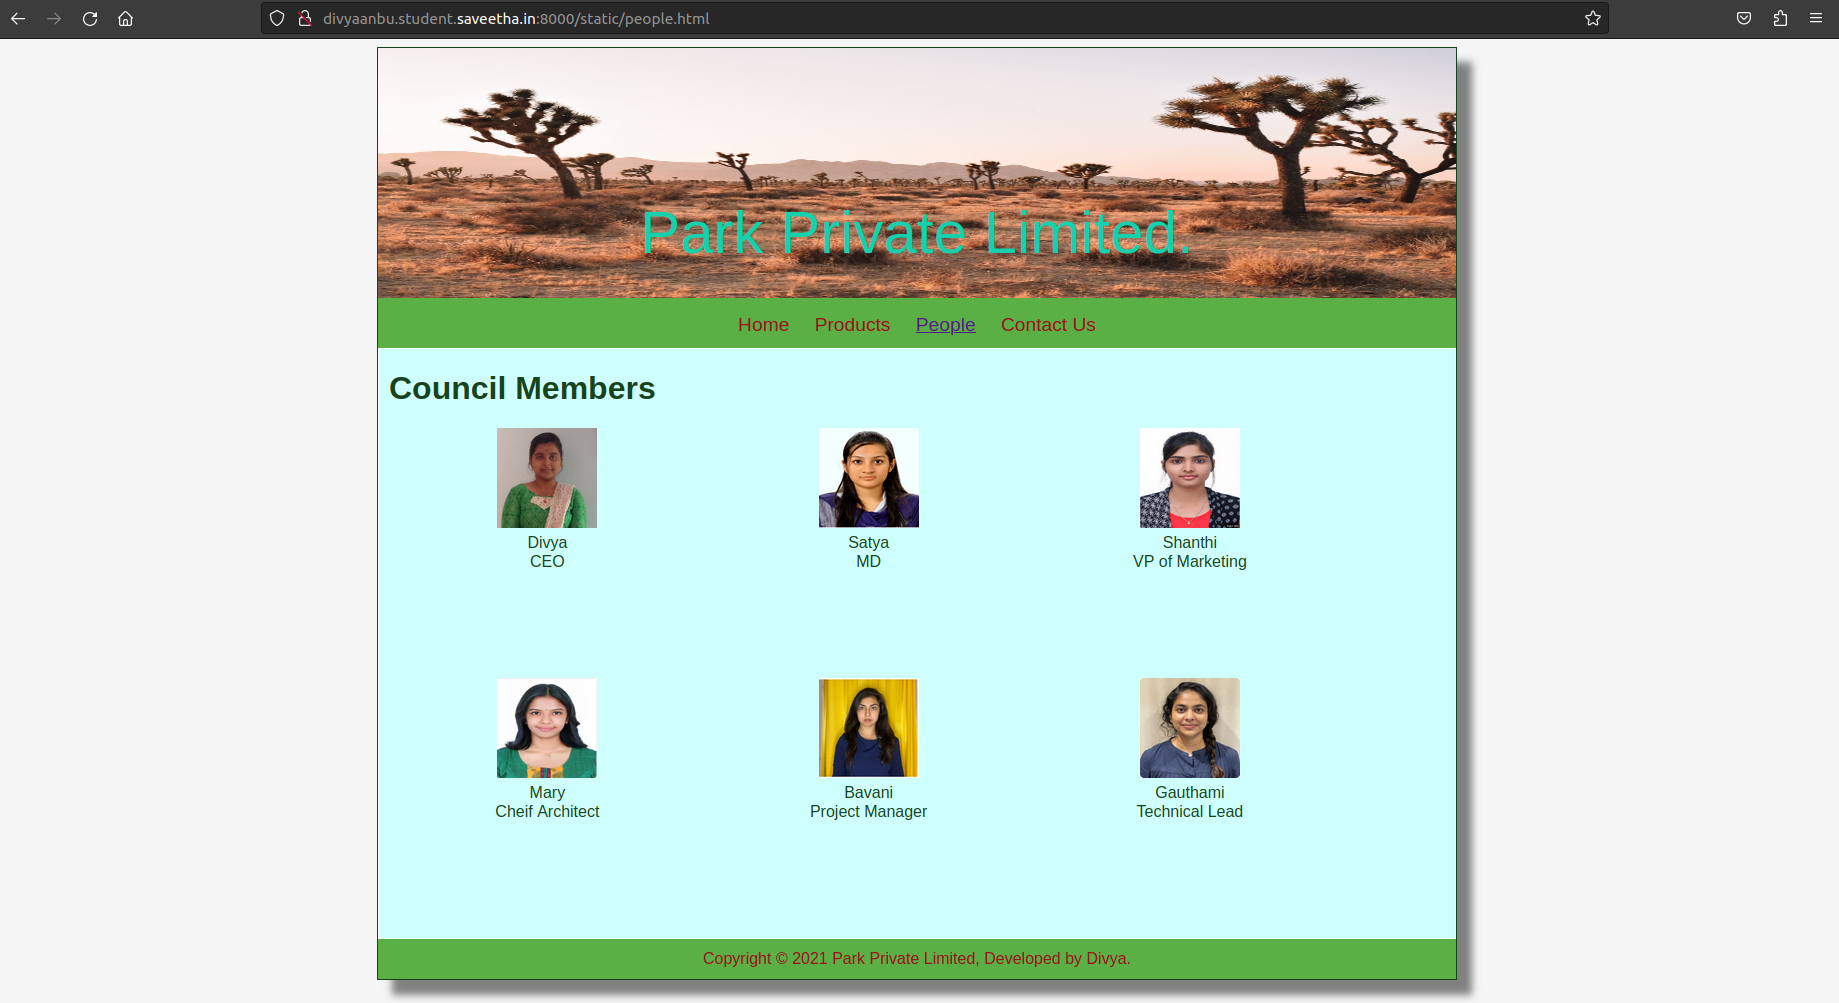 divyaanbu.student.saveetha.in:8000/static/people.html
Park Private Limited.
Home Products People Contact Us
Council Members
Divya
CEO
Satya
MD
Shanthi
VP of Marketing
Mary
Cheif Architect
Bavani
Project Manager
Gauthami
Technical Lead
Copyright © 2021 Park Private Limited, Developed by Divya.